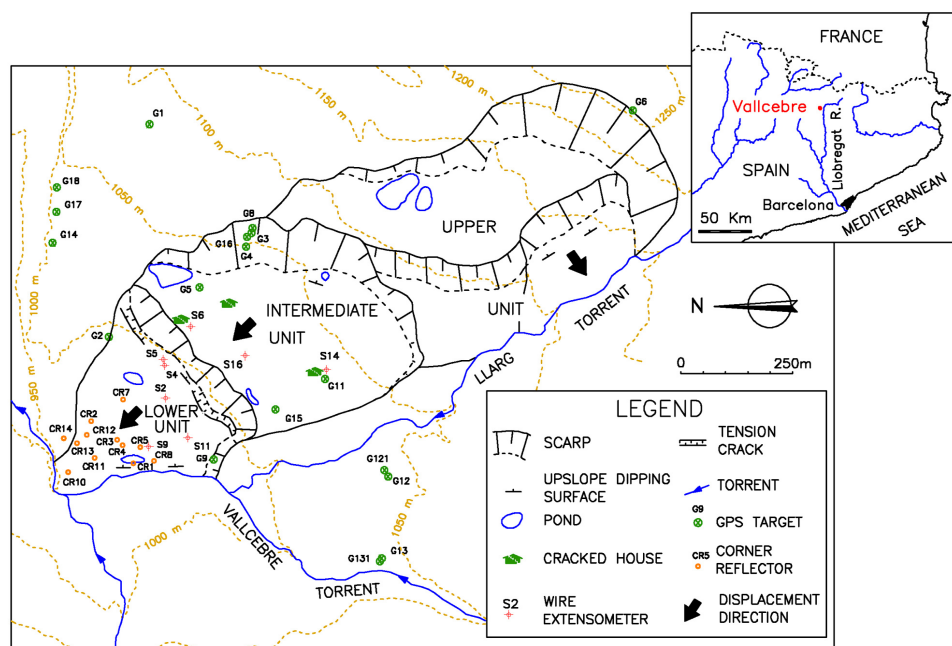 FRANCE
Vallcebre
Llobregat R.
SPAIN
Barcelona
50 Km
MEDITERRANEAN
SEA
1200 m
1250 m
1150 m
1100 m
1050 m
1000 m
950 m
G6
G1
G18
G17
G14
G8
G16
G3
G4
G5
G2
UPPER
UNIT
INTERMEDIATE
UNIT
LOWER
UNIT
S6
S5
S4
S16
S14
G11
S2
G15
S11
G9
S9
CR7
CR2
CR12
CR14
CR3
CR4
CR5
CR13
CR11
CR1
CR8
CR10
LLARG
TORRENT
G121
G12
1050 m
G13
G131
1000 m
VALLCEBRE
TORRENT
N
0
250m
LEGEND
SCARP
TENSION
CRACK
UPSLOPE DIPPING
SURFACE
TORRENT
POND
G9
GPS TARGET
CRACKED HOUSE
CR5
CORNER
REFLECTOR
S2
WIRE
EXTENSOMETER
DISPLACEMENT
DIRECTION